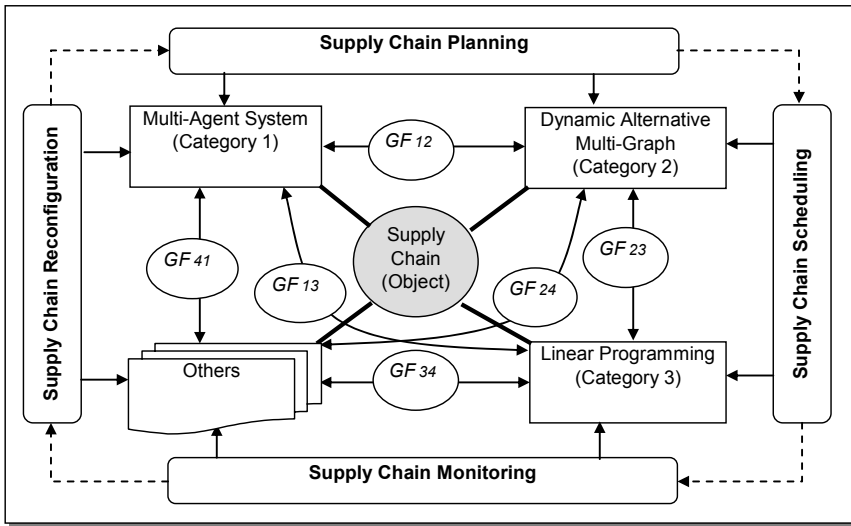 Supply Chain Planning
Supply Chain Reconfiguration
Multi-Agent System
(Category 1)
GF 12
Dynamic Alternative
Multi-Graph
(Category 2)
Supply Chain Scheduling
GF 41
GF 13
Supply
Chain
(Object)
GF 24
GF 23
Others
GF 34
Linear Programming
(Category 3)
Supply Chain Monitoring